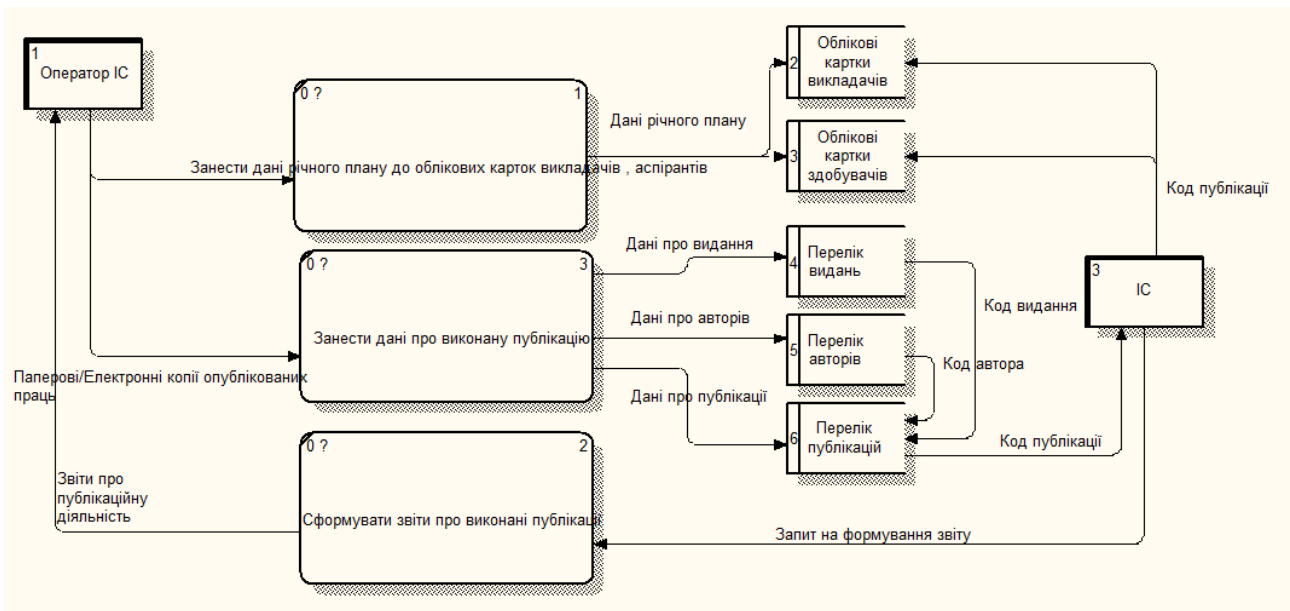 1
Оператор ІС
0 ?
1
Занести дані річного плану до облікових карток викладачів , аспірантів
Дані річного плану
2
Облікові
картки
викладачів
3
Облікові
картки
здобувачів
Код публікації
0 ?
3
Занести дані про виконану публікацію
Паперові/Електронні копії опублікованих
праць
Дані про видання
4
Перелік
видань
Код видання
3
ІС
Дані про авторів
5
Перелік
авторів
Код автора
Дані про публікації
6
Перелік
публікацій
Код публікації
0 ?
2
Сформувати звіти про виконані публікації
Звіти про
публікаційну
діяльність
Запит на формування звіту